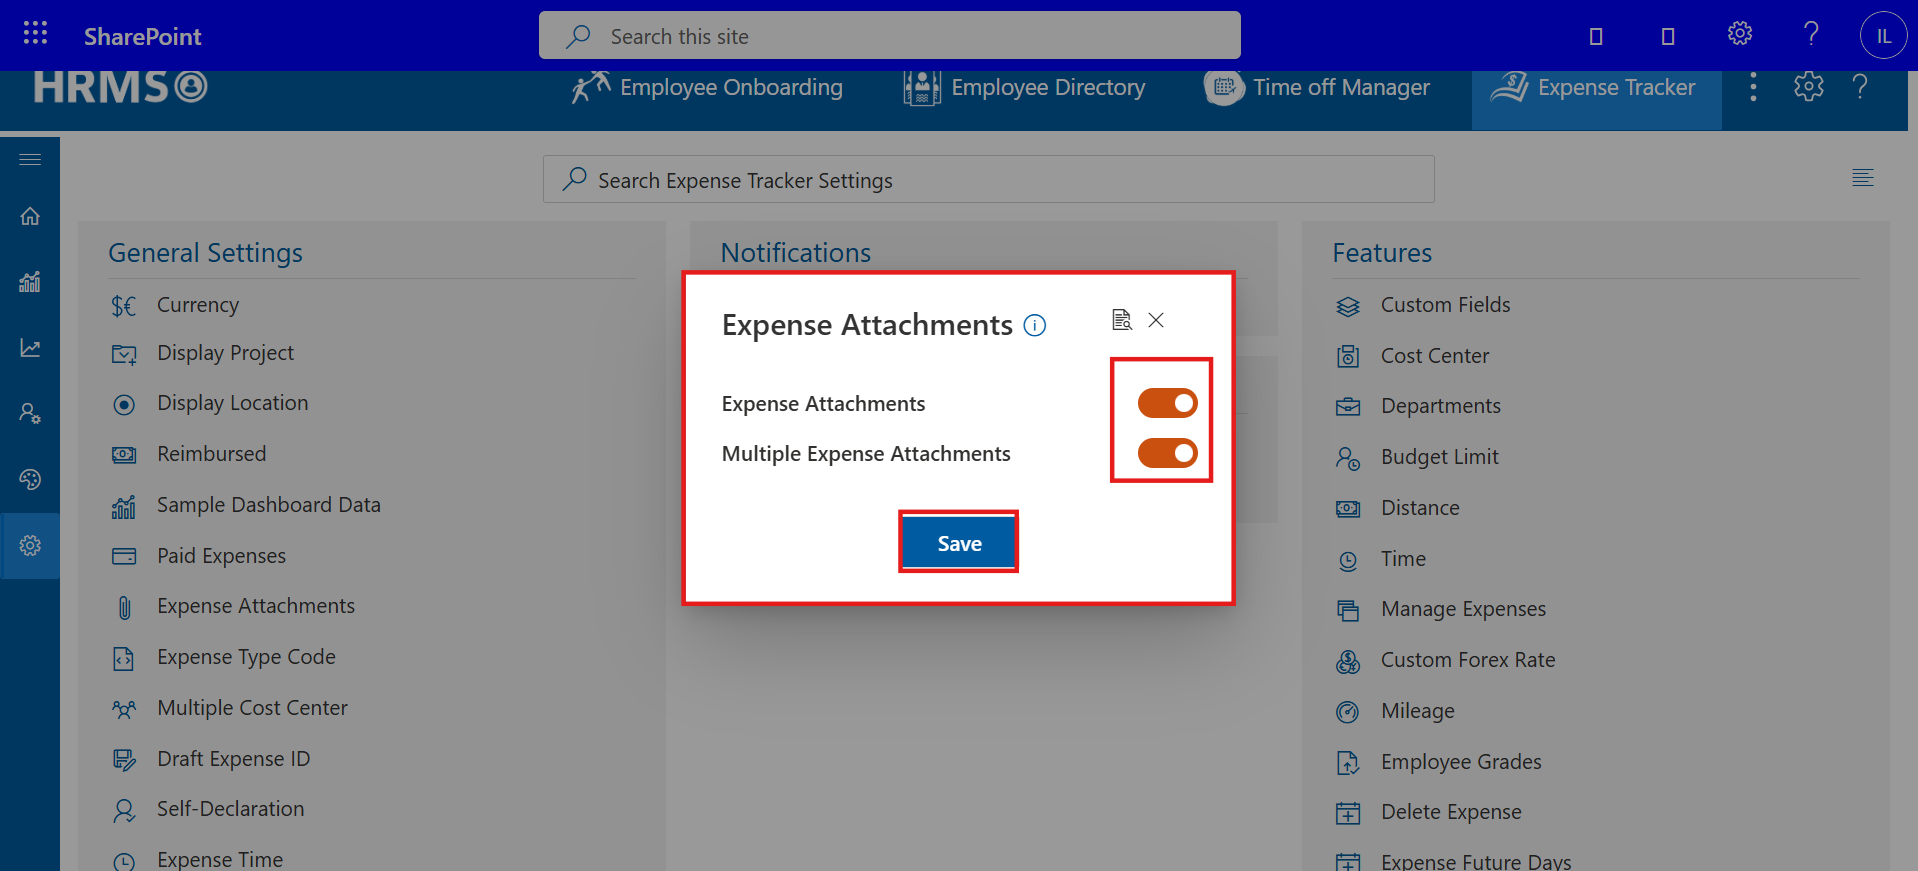 SharePoint
Search this site
IL
HRMS
Employee Onboarding
Employee Directory
Time off Manager
Expense Tracker
Search Expense Tracker Settings
General Settings
Currency
Display Project
Display Location
Reimbursed
Sample Dashboard Data
Paid Expenses
Expense Attachments
Expense Type Code
Multiple Cost Center
Draft Expense ID
Self-Declaration
Expense Time
Notifications
Expense Attachments
Expense Attachments
Multiple Expense Attachments
Save
Features
Custom Fields
Cost Center
Departments
Budget Limit
Distance
Time
Manage Expenses
Custom Forex Rate
Mileage
Employee Grades
Delete Expense
Expense Future Days